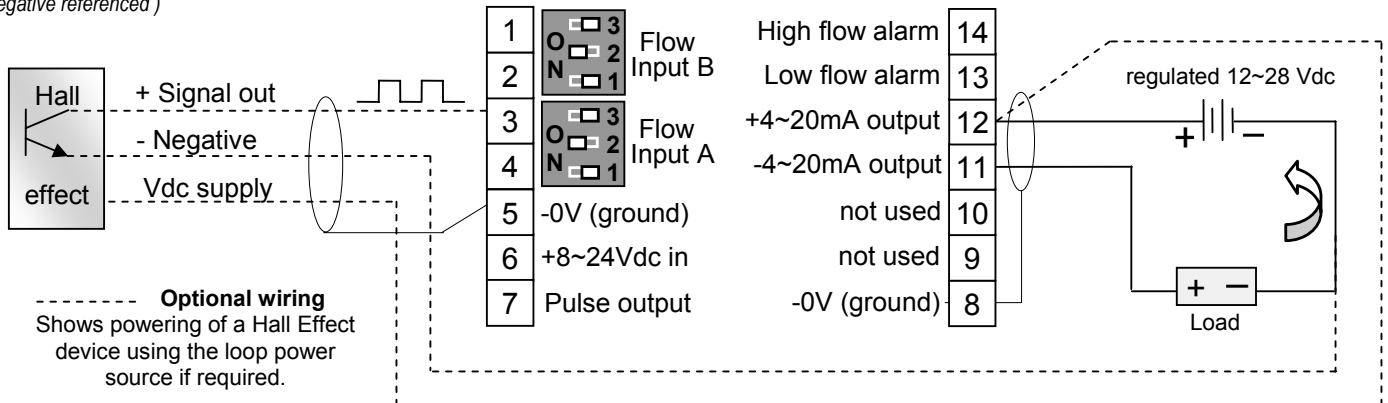 egative referenced )
Hall
effect
+ Signal out
- Negative
Vdc supply
1
2
3
4
5
6
7
O
N
3
2
1
Flow
Input B
O
N
3
2
1
Flow
Input A
-0V (ground)
+8~24Vdc in
Pulse output
High flow alarm 14
Low flow alarm 13
+4~20mA output 12
-4~20mA output 11
not used 10
not used 9
-0V (ground) 8
regulated 12~28 Vdc
+ –
+ –
Load
------ Optional wiring
Shows powering of a Hall Effect
device using the loop power
source if required.